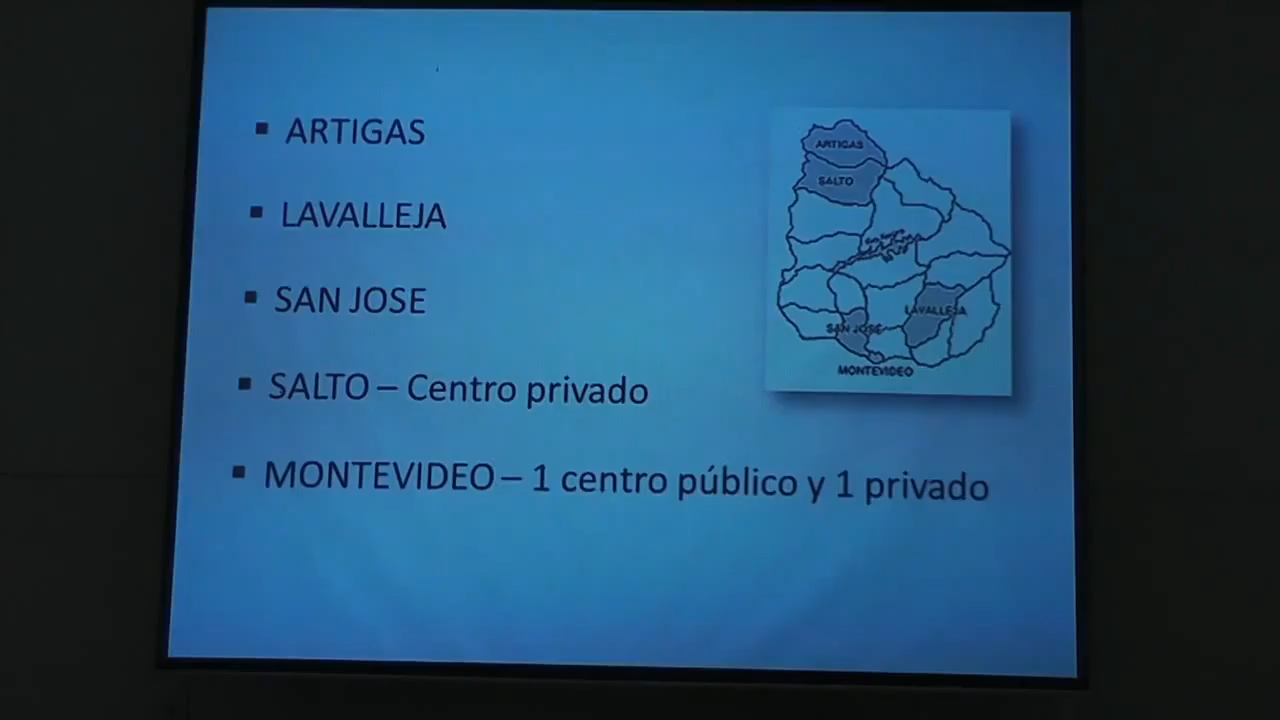 ▪ ARTIGAS
▪ LAVALLEJA
▪ SAN JOSE
▪ SALTO – Centro privado
▪ MONTEVIDEO – 1 centro público y 1 privado
ARTIGAS
SALTO
LAVALLEJA
SAN JOSE
MONTEVIDEO